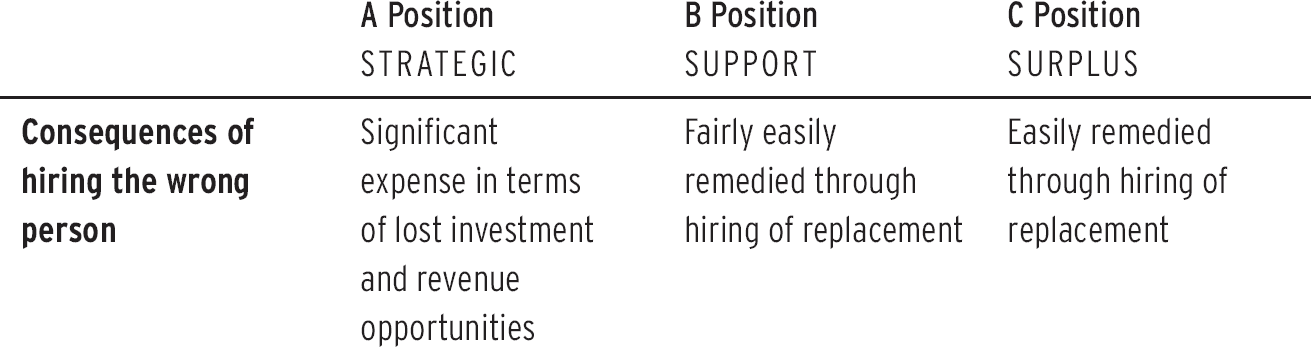 A Position B Position C Position
STRATEGIC SUPPORT SURPLUS
Consequences of Significant Fairly easily Easily remedied
hiring the wrong expense in terms remedied through through hiring of
person of lost investment hiring of replacement replacement
and revenue
opportunities